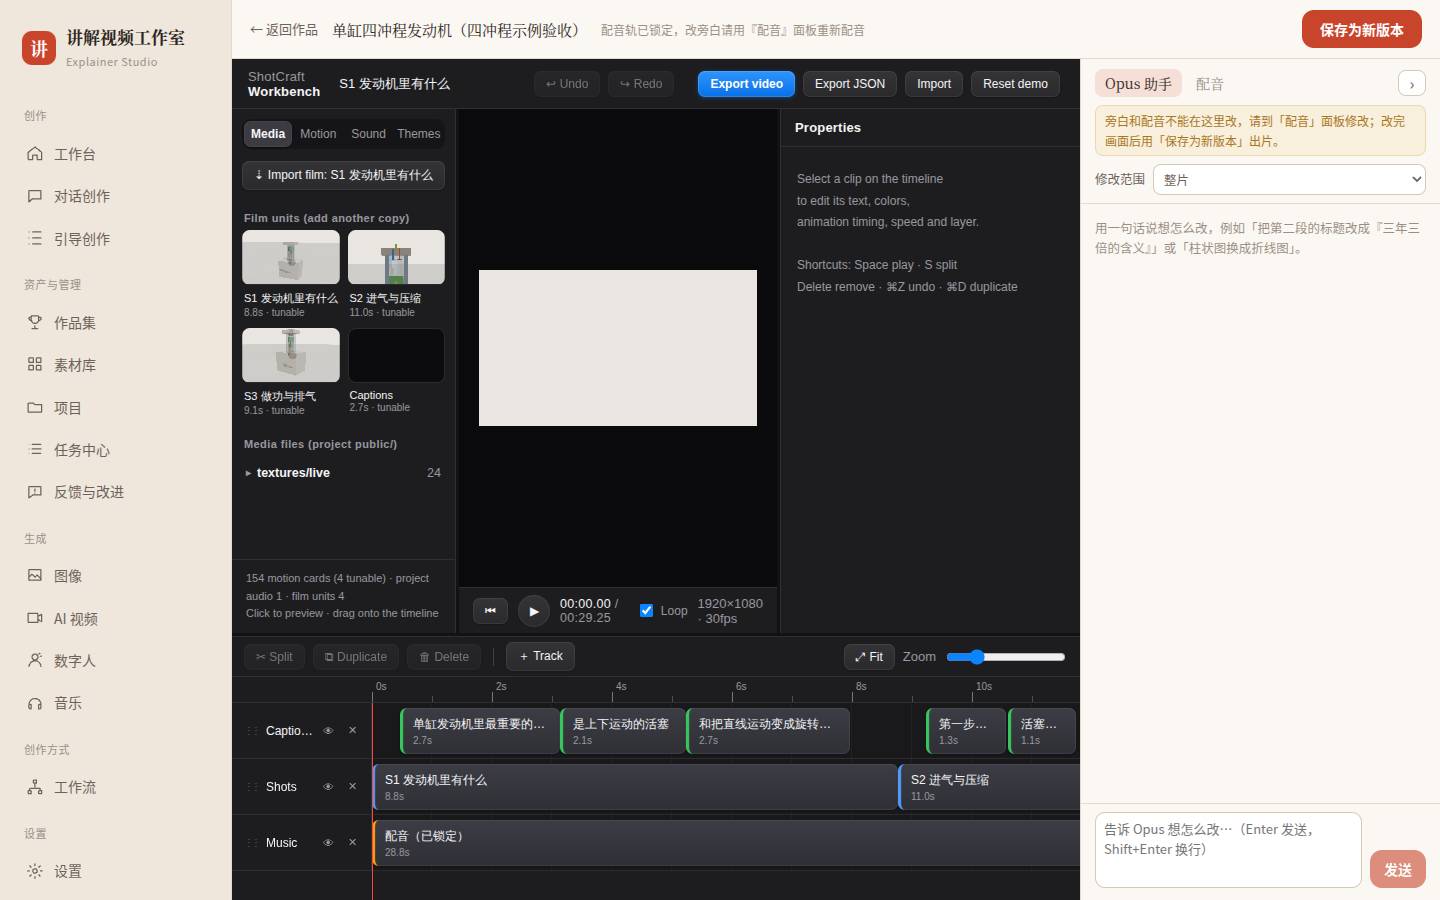 讲
讲解视频工作室
Explainer Studio
创作
工作台
对话创作
引导创作
资产与管理
作品集
素材库
项目
任务中心
反馈与改进
生成
图像
AI 视频
数字人
音乐
创作方式
工作流
设置
设置
← 返回作品
单缸四冲程发动机（四冲程示例验收）
配音轨已锁定，改旁白请用『配音』面板重新配音
保存为新版本
ShotCraft
Workbench
S1 发动机里有什么
↩ Undo
↪ Redo
Export video
Export JSON
Import
Reset demo
Media
Motion
Sound
Themes
⇣ Import film: S1 发动机里有什么
Film units (add another copy)
S1 发动机里有什么
8.8s · tunable
S2 进气与压缩
11.0s · tunable
S3 做功与排气
9.1s · tunable
Captions
2.7s · tunable
Media files (project public/)
▸ textures/live
24
154 motion cards (4 tunable) · project
audio 1 · film units 4
Click to preview · drag onto the timeline
00:00.00 /
00:29.25
Loop
1920×1080
· 30fps
Properties
Select a clip on the timeline
to edit its text, colors,
animation timing, speed and layer.
Shortcuts: Space play · S split
Delete remove · ⌘Z undo · ⌘D duplicate
✂ Split
⧉ Duplicate
🗑 Delete
＋ Track
⤢ Fit
Zoom
0s
2s
4s
6s
8s
10s
Captio…
单缸发动机里最重要的…
2.7s
是上下运动的活塞
2.1s
和把直线运动变成旋转…
2.7s
第一步…
1.3s
活塞…
1.1s
Shots
S1 发动机里有什么
8.8s
S2 进气与压缩
11.0s
Music
配音（已锁定）
28.8s
Opus 助手
配音
›
旁白和配音不能在这里改，请到「配音」面板修改；改完
画面后用「保存为新版本」出片。
修改范围
整片
用一句话说想怎么改，例如「把第二段的标题改成『三年三
倍的含义』」或「柱状图换成折线图」。
告诉 Opus 想怎么改…（Enter 发送，
Shift+Enter 换行）
发送